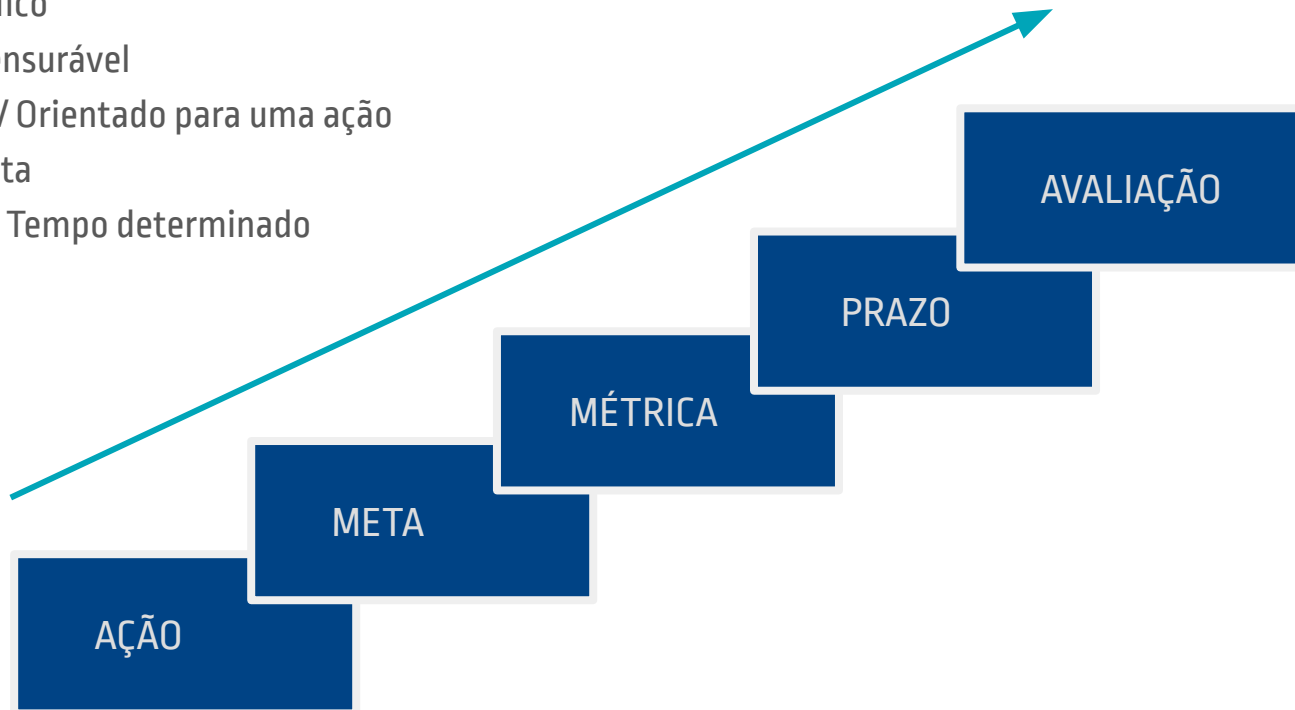 nsurável
/ Orientado para uma ação
ta
Tempo determinado
AVALIAÇÃO
PRAZO
MÉTRICA
META
AÇÃO